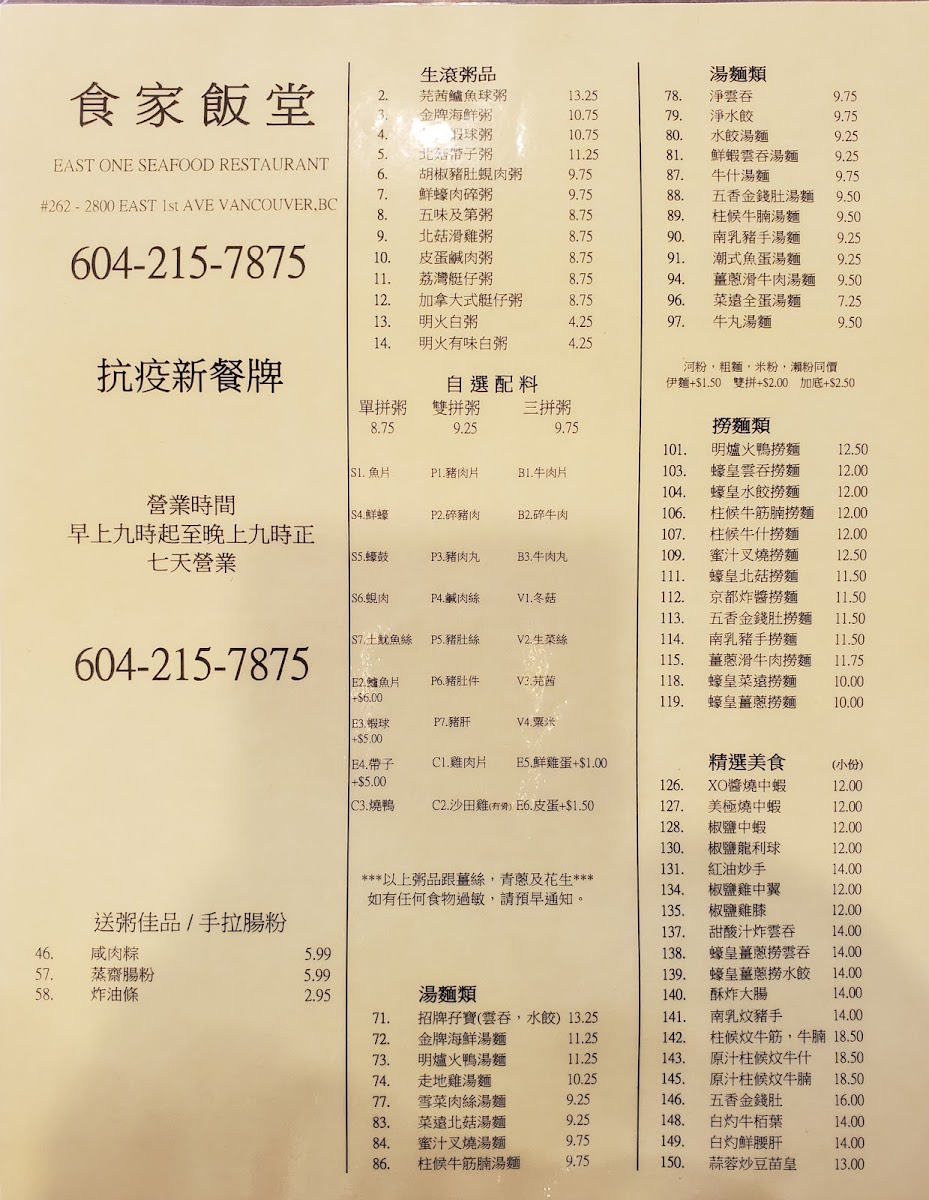 食家飯堂
EAST ONE SEAFOOD RESTAURANT
#262 - 2800 EAST 1st AVE VANCOUVER,BC
604-215-7875
抗疫新餐牌
營業時間
早上九時起至晚上九時正
七天營業
604-215-7875
送粥佳品 / 手拉腸粉
46. 咸肉粽 5.99
57. 蒸齋腸粉 5.99
58. 炸油條 2.95
生滾粥品
2. 芫茜鱸魚球粥 13.25
3. 金牌海鮮粥 10.75
4. 蝦球粥 10.75
5. 北菇帶子粥 11.25
6. 胡椒豬肚蜆肉粥 9.75
7. 鮮蠔肉碎粥 9.75
8. 五味及第粥 8.75
9. 北菇滑雞粥 8.75
10. 皮蛋鹹肉粥 8.75
11. 荔灣艇仔粥 8.75
12. 加拿大式艇仔粥 8.75
13. 明火白粥 4.25
14. 明火有味白粥 4.25
自選配料
單拼粥 雙拼粥 三拼粥
8.75 9.25 9.75
S1. 魚片 P1.豬肉片 B1.牛肉片
S4.鮮蠔 P2.碎豬肉 B2.碎牛肉
S5.蠔鼓 P3.豬肉丸 B3.牛肉丸
S6.蜆肉 P4.鹹肉絲 V1.冬菇
S7.土魷魚絲 P5.豬肚絲 V2.生菜絲
E2.鱸魚片 P6.豬肚件 V3.芫茜
+$6.00
E3.蝦球 P7.豬肝 V4.粟米
+$5.00
E4.帶子 C1.雞肉片 E5.鮮雞蛋+$1.00
+$5.00
C3.燒鴨 C2.沙田雞(有骨) E6.皮蛋+$1.50
***以上粥品跟薑絲，青蔥及花生***
如有任何食物過敏，請預早通知。
湯麵類
71. 招牌孖寶(雲吞，水餃) 13.25
72. 金牌海鮮湯麵 11.25
73. 明爐火鴨湯麵 11.25
74. 走地雞湯麵 10.25
77. 雪菜肉絲湯麵 9.25
83. 菜遠北菇湯麵 9.25
84. 蜜汁叉燒湯麵 9.75
86. 柱候牛筋腩湯麵 9.75
湯麵類
78. 淨雲吞 9.75
79. 淨水餃 9.75
80. 水餃湯麵 9.25
81. 鮮蝦雲吞湯麵 9.25
87. 牛什湯麵 9.75
88. 五香金錢肚湯麵 9.50
89. 柱候牛腩湯麵 9.50
90. 南乳豬手湯麵 9.25
91. 潮式魚蛋湯麵 9.25
94. 薑蔥滑牛肉湯麵 9.50
96. 菜遠全蛋湯麵 7.25
97. 牛丸湯麵 9.50
河粉，粗麵，米粉，瀨粉同價
伊麵+$1.50 雙拼+$2.00 加底+$2.50
撈麵類
101. 明爐火鴨撈麵 12.50
103. 蠔皇雲吞撈麵 12.00
104. 蠔皇水餃撈麵 12.00
106. 柱候牛筋腩撈麵 12.00
107. 柱候牛什撈麵 12.00
109. 蜜汁叉燒撈麵 12.50
111. 蠔皇北菇撈麵 11.50
112. 京都炸醬撈麵 11.50
113. 五香金錢肚撈麵 11.50
114. 南乳豬手撈麵 11.50
115. 薑蔥滑牛肉撈麵 11.75
118. 蠔皇菜遠撈麵 10.00
119. 蠔皇薑蔥撈麵 10.00
精選美食 (小份)
126. XO醬燒中蝦 12.00
127. 美極燒中蝦 12.00
128. 椒鹽中蝦 12.00
130. 椒鹽龍利球 12.00
131. 紅油炒手 14.00
134. 椒鹽雞中翼 12.00
135. 椒鹽雞膝 12.00
137. 甜酸汁炸雲吞 14.00
138. 蠔皇薑蔥撈雲吞 14.00
139. 蠔皇薑蔥撈水餃 14.00
140. 酥炸大腸 14.00
141. 南乳炆豬手 14.00
142. 柱候炆牛筋，牛腩 18.50
143. 原汁柱候炆牛什 18.50
145. 原汁柱候炆牛腩 18.50
146. 五香金錢肚 16.00
148. 白灼牛栢葉 14.00
149. 白灼鮮腰肝 14.00
150. 蒜蓉炒豆苗皇 13.00